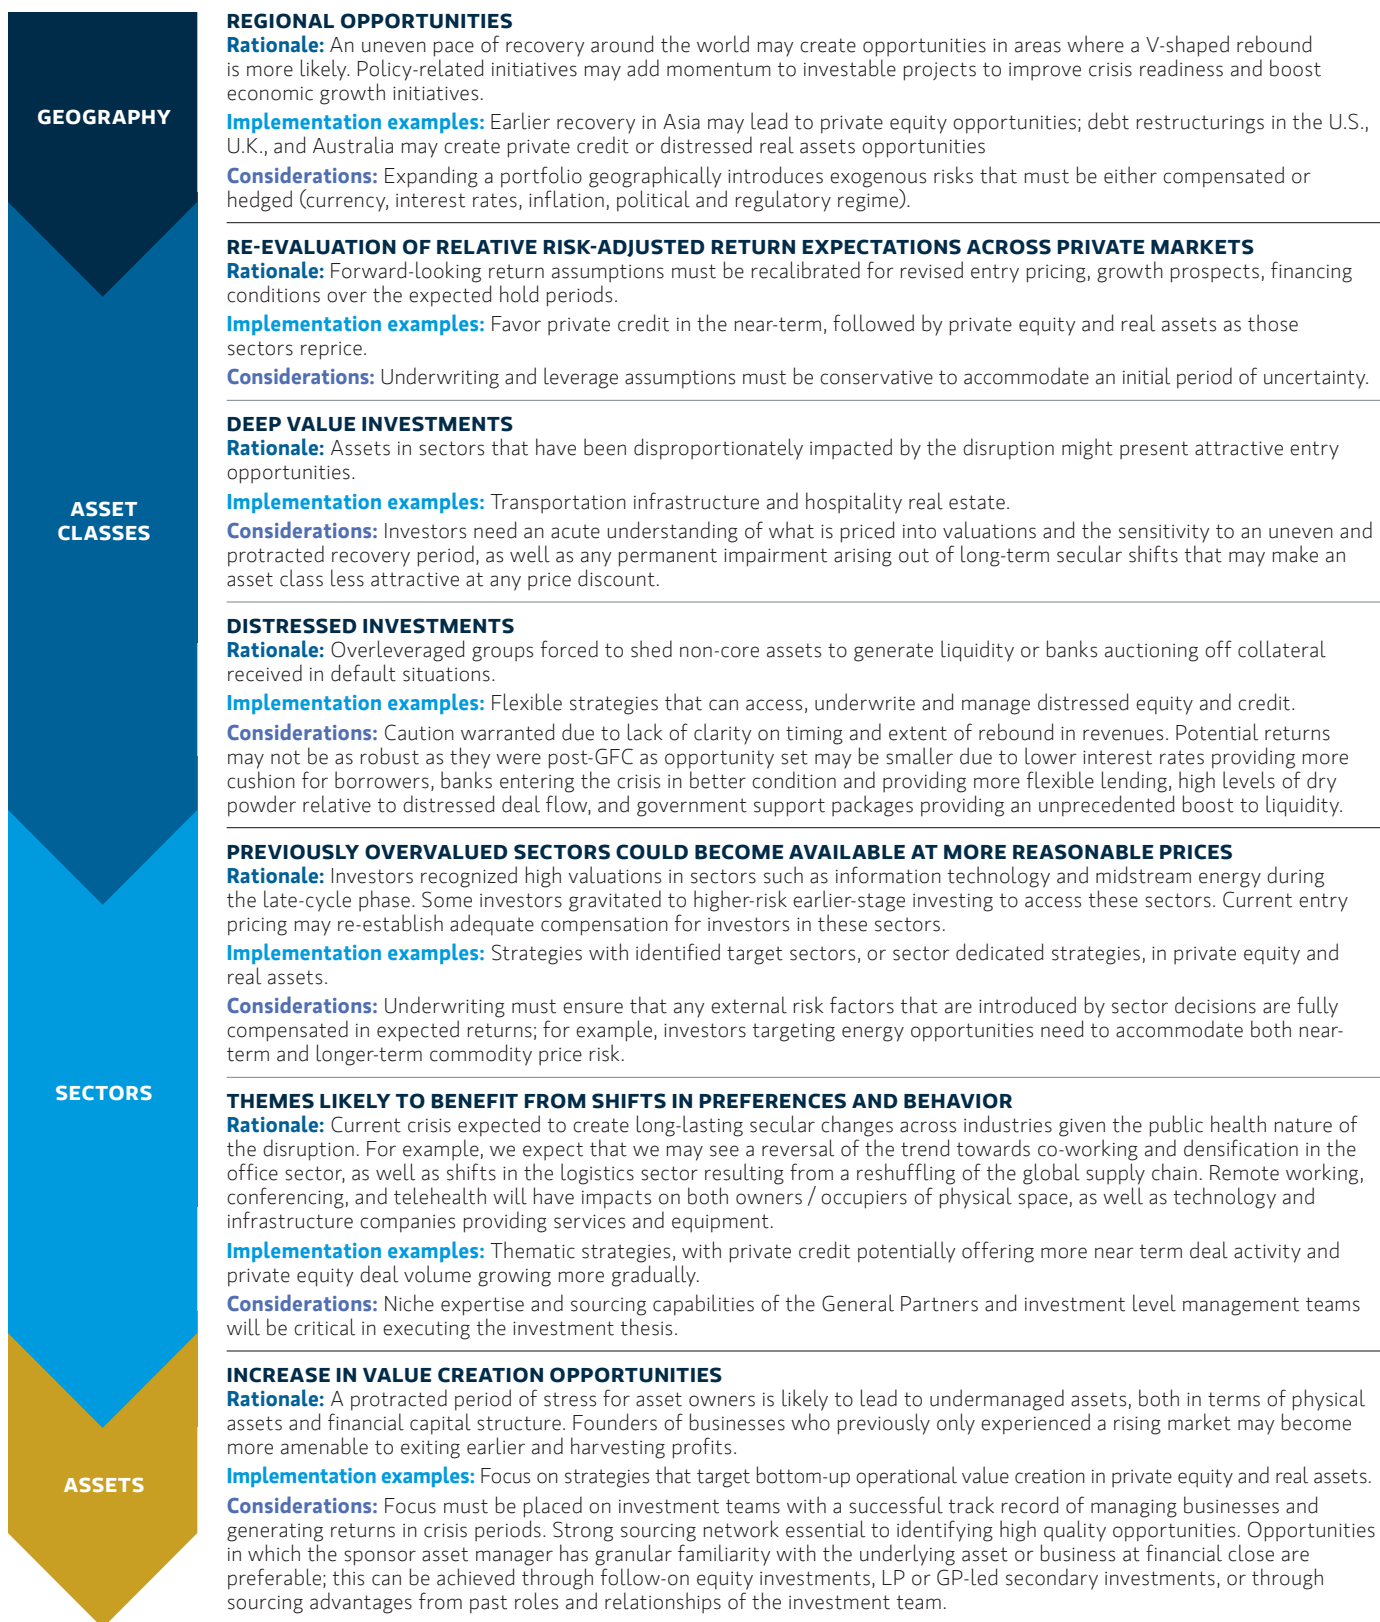 GEOGRAPHY
REGIONAL OPPORTUNITIES
Rationale: An uneven pace of recovery around the world may create opportunities in areas where a V-shaped rebound
is more likely. Policy-related initiatives may add momentum to investable projects to improve crisis readiness and boost
economic growth initiatives.
Implementation examples: Earlier recovery in Asia may lead to private equity opportunities; debt restructurings in the U.S.,
U.K., and Australia may create private credit or distressed real assets opportunities
Considerations: Expanding a portfolio geographically introduces exogenous risks that must be either compensated or
hedged (currency, interest rates, inflation, political and regulatory regime).
ASSET
CLASSES
RE-EVALUATION OF RELATIVE RISK-ADJUSTED RETURN EXPECTATIONS ACROSS PRIVATE MARKETS
Rationale: Forward-looking return assumptions must be recalibrated for revised entry pricing, growth prospects, financing
conditions over the expected hold periods.
Implementation examples: Favor private credit in the near-term, followed by private equity and real assets as those
sectors reprice.
Considerations: Underwriting and leverage assumptions must be conservative to accommodate an initial period of uncertainty.
DEEP VALUE INVESTMENTS
Rationale: Assets in sectors that have been disproportionately impacted by the disruption might present attractive entry
opportunities.
Implementation examples: Transportation infrastructure and hospitality real estate.
Considerations: Investors need an acute understanding of what is priced into valuations and the sensitivity to an uneven and
protracted recovery period, as well as any permanent impairment arising out of long-term secular shifts that may make an
asset class less attractive at any price discount.
DISTRESSED INVESTMENTS
Rationale: Overleveraged groups forced to shed non-core assets to generate liquidity or banks auctioning off collateral
received in default situations.
Implementation examples: Flexible strategies that can access, underwrite and manage distressed equity and credit.
Considerations: Caution warranted due to lack of clarity on timing and extent of rebound in revenues. Potential returns
may not be as robust as they were post-GFC as opportunity set may be smaller due to lower interest rates providing more
cushion for borrowers, banks entering the crisis in better condition and providing more flexible lending, high levels of dry
powder relative to distressed deal flow, and government support packages providing an unprecedented boost to liquidity.
SECTORS
PREVIOUSLY OVERVALUED SECTORS COULD BECOME AVAILABLE AT MORE REASONABLE PRICES
Rationale: Investors recognized high valuations in sectors such as information technology and midstream energy during
the late-cycle phase. Some investors gravitated to higher-risk earlier-stage investing to access these sectors. Current entry
pricing may re-establish adequate compensation for investors in these sectors.
Implementation examples: Strategies with identified target sectors, or sector dedicated strategies, in private equity and
real assets.
Considerations: Underwriting must ensure that any external risk factors that are introduced by sector decisions are fully
compensated in expected returns; for example, investors targeting energy opportunities need to accommodate both near-
term and longer-term commodity price risk.
THEMES LIKELY TO BENEFIT FROM SHIFTS IN PREFERENCES AND BEHAVIOR
Rationale: Current crisis expected to create long-lasting secular changes across industries given the public health nature of
the disruption. For example, we expect that we may see a reversal of the trend towards co-working and densification in the
office sector, as well as shifts in the logistics sector resulting from a reshuffling of the global supply chain. Remote working,
conferencing, and telehealth will have impacts on both owners / occupiers of physical space, as well as technology and
infrastructure companies providing services and equipment.
Implementation examples: Thematic strategies, with private credit potentially offering more near term deal activity and
private equity deal volume growing more gradually.
Considerations: Niche expertise and sourcing capabilities of the General Partners and investment level management teams
will be critical in executing the investment thesis.
ASSETS
INCREASE IN VALUE CREATION OPPORTUNITIES
Rationale: A protracted period of stress for asset owners is likely to lead to undermanaged assets, both in terms of physical
assets and financial capital structure. Founders of businesses who previously only experienced a rising market may become
more amenable to exiting earlier and harvesting profits.
Implementation examples: Focus on strategies that target bottom-up operational value creation in private equity and real assets.
Considerations: Focus must be placed on investment teams with a successful track record of managing businesses and
generating returns in crisis periods. Strong sourcing network essential to identifying high quality opportunities. Opportunities
in which the sponsor asset manager has granular familiarity with the underlying asset or business at financial close are
preferable; this can be achieved through follow-on equity investments, LP or GP-led secondary investments, or through
sourcing advantages from past roles and relationships of the investment team.